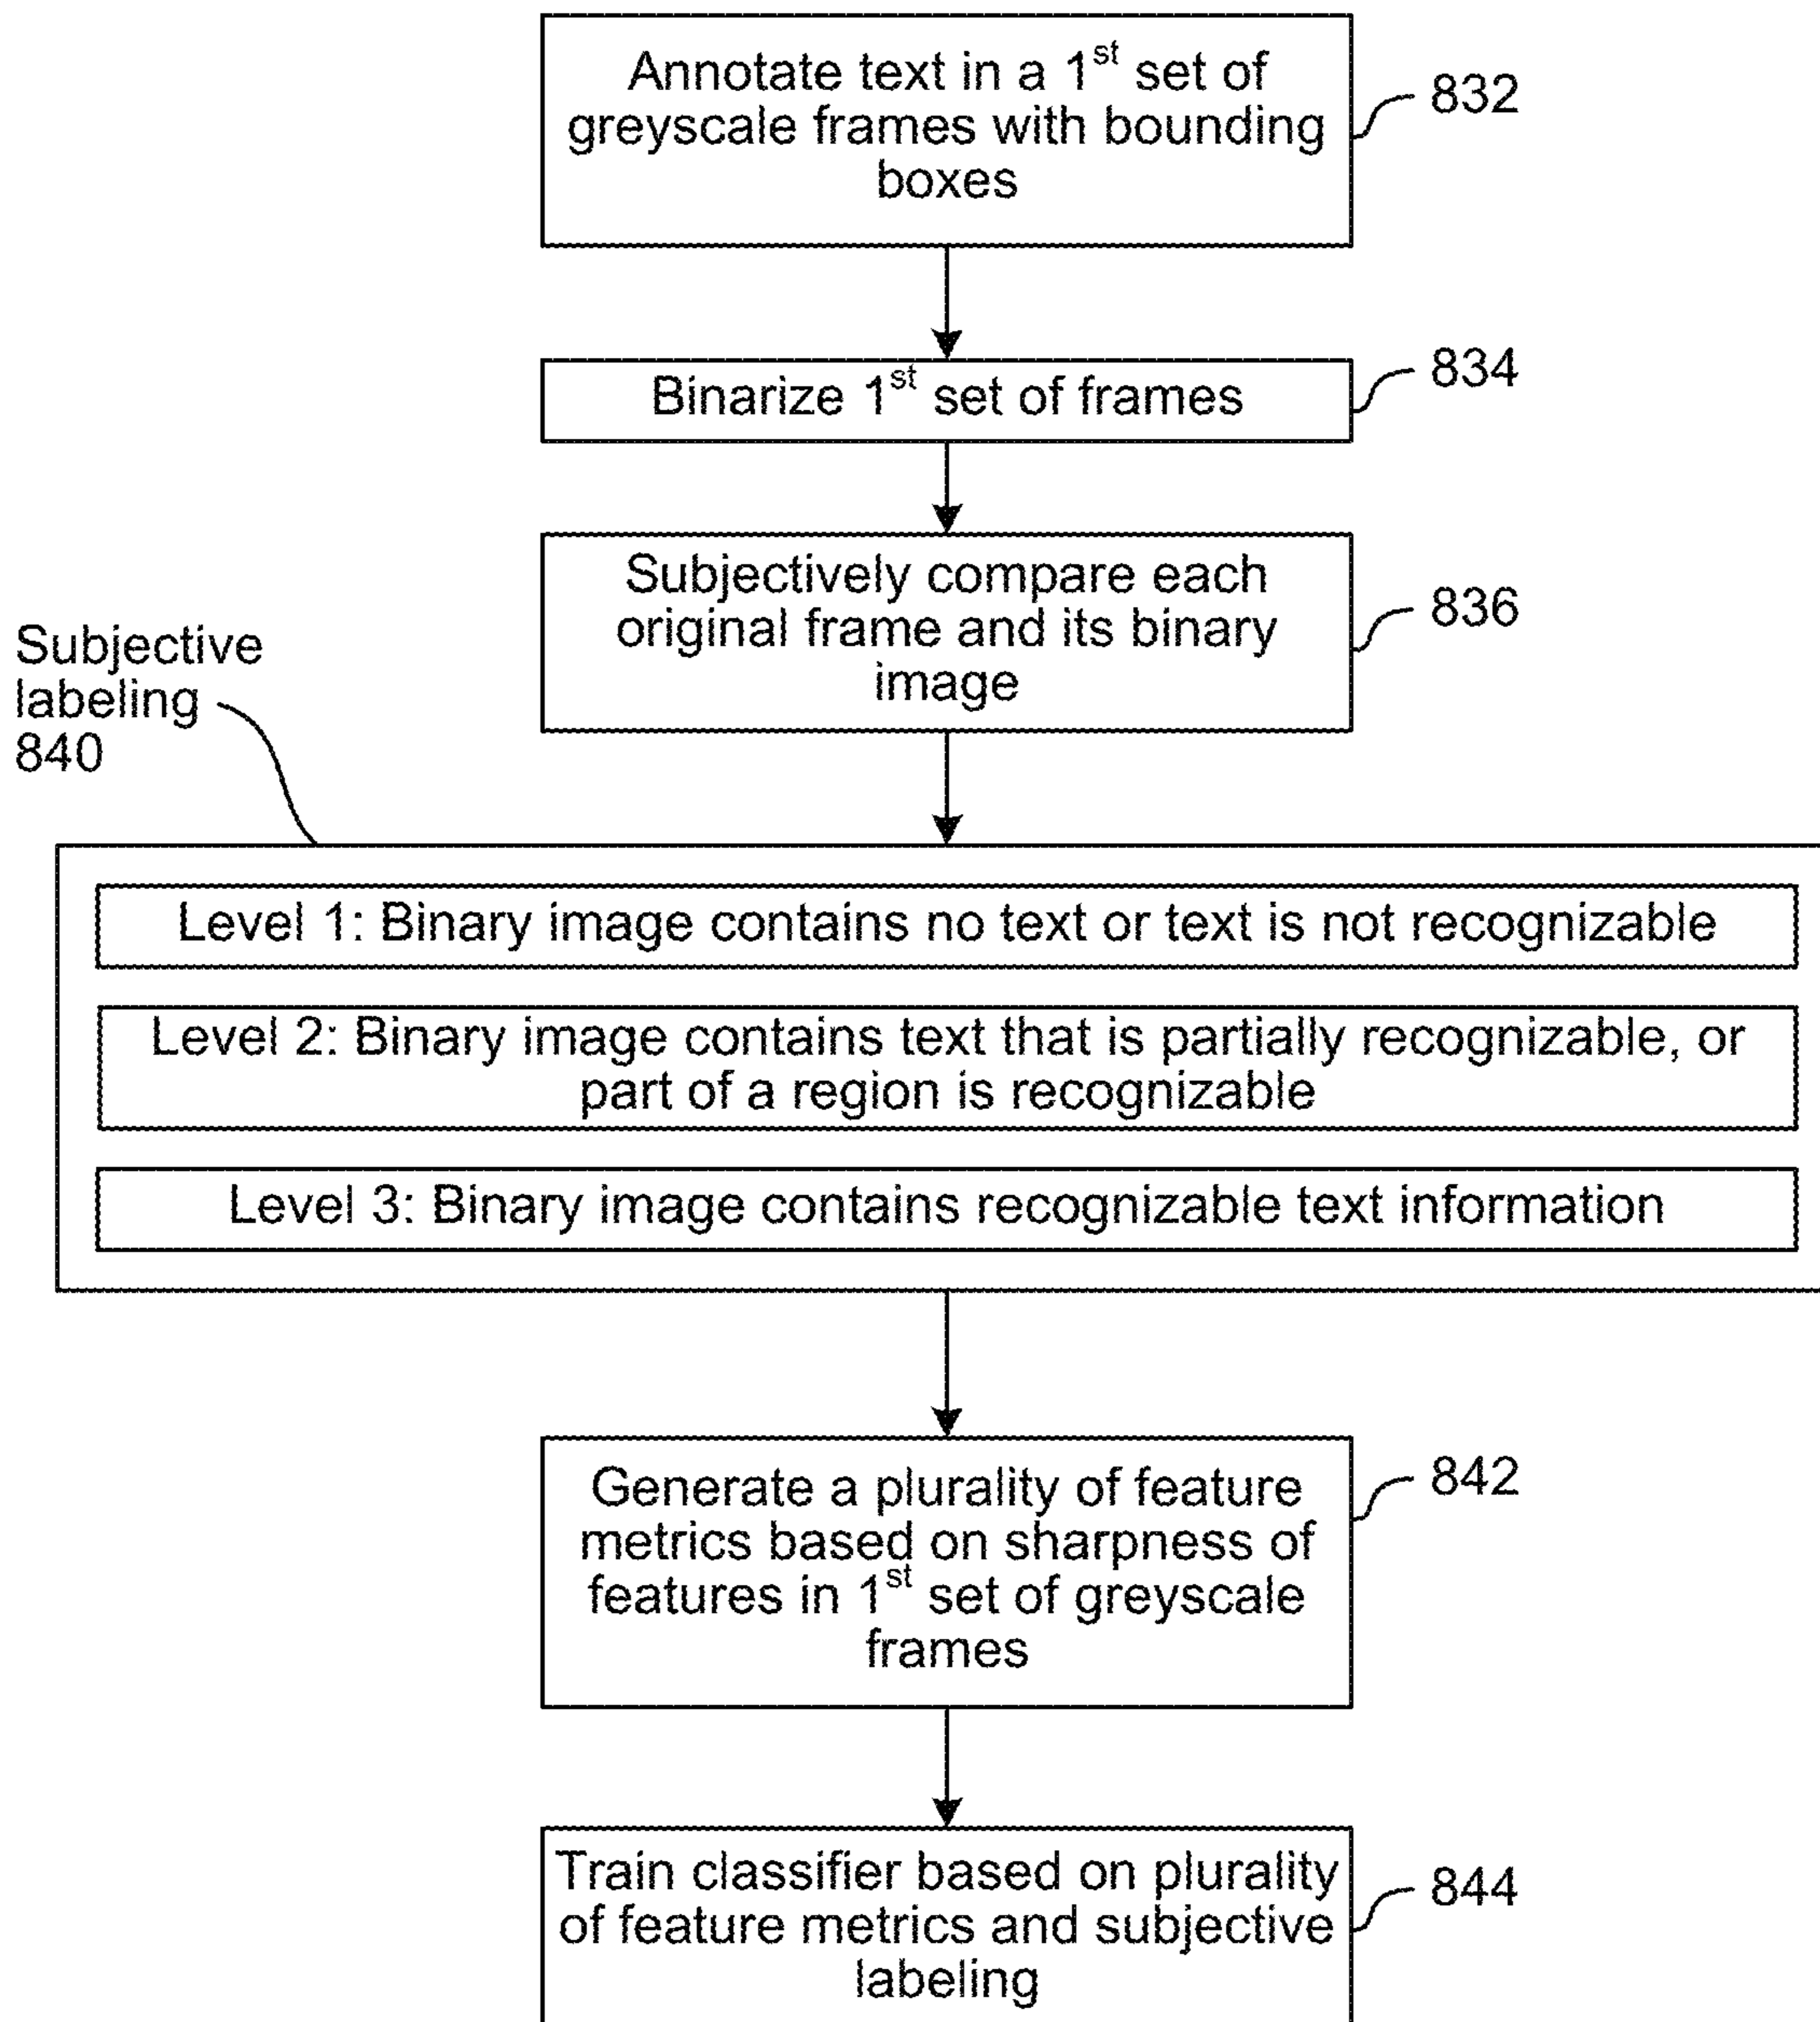 Annotate text in a 1st set of
greyscale frames with bounding
boxes
832
Binarize 1st set of frames
834
Subjectively compare each
original frame and its binary
image
836
Subjective
labeling
840
Level 1: Binary image contains no text or text is not recognizable
Level 2: Binary image contains text that is partially recognizable, or
part of a region is recognizable
Level 3: Binary image contains recognizable text information
Generate a plurality of feature
metrics based on sharpness of
features in 1st set of greyscale
frames
842
Train classifier based on plurality
of feature metrics and subjective
labeling
844